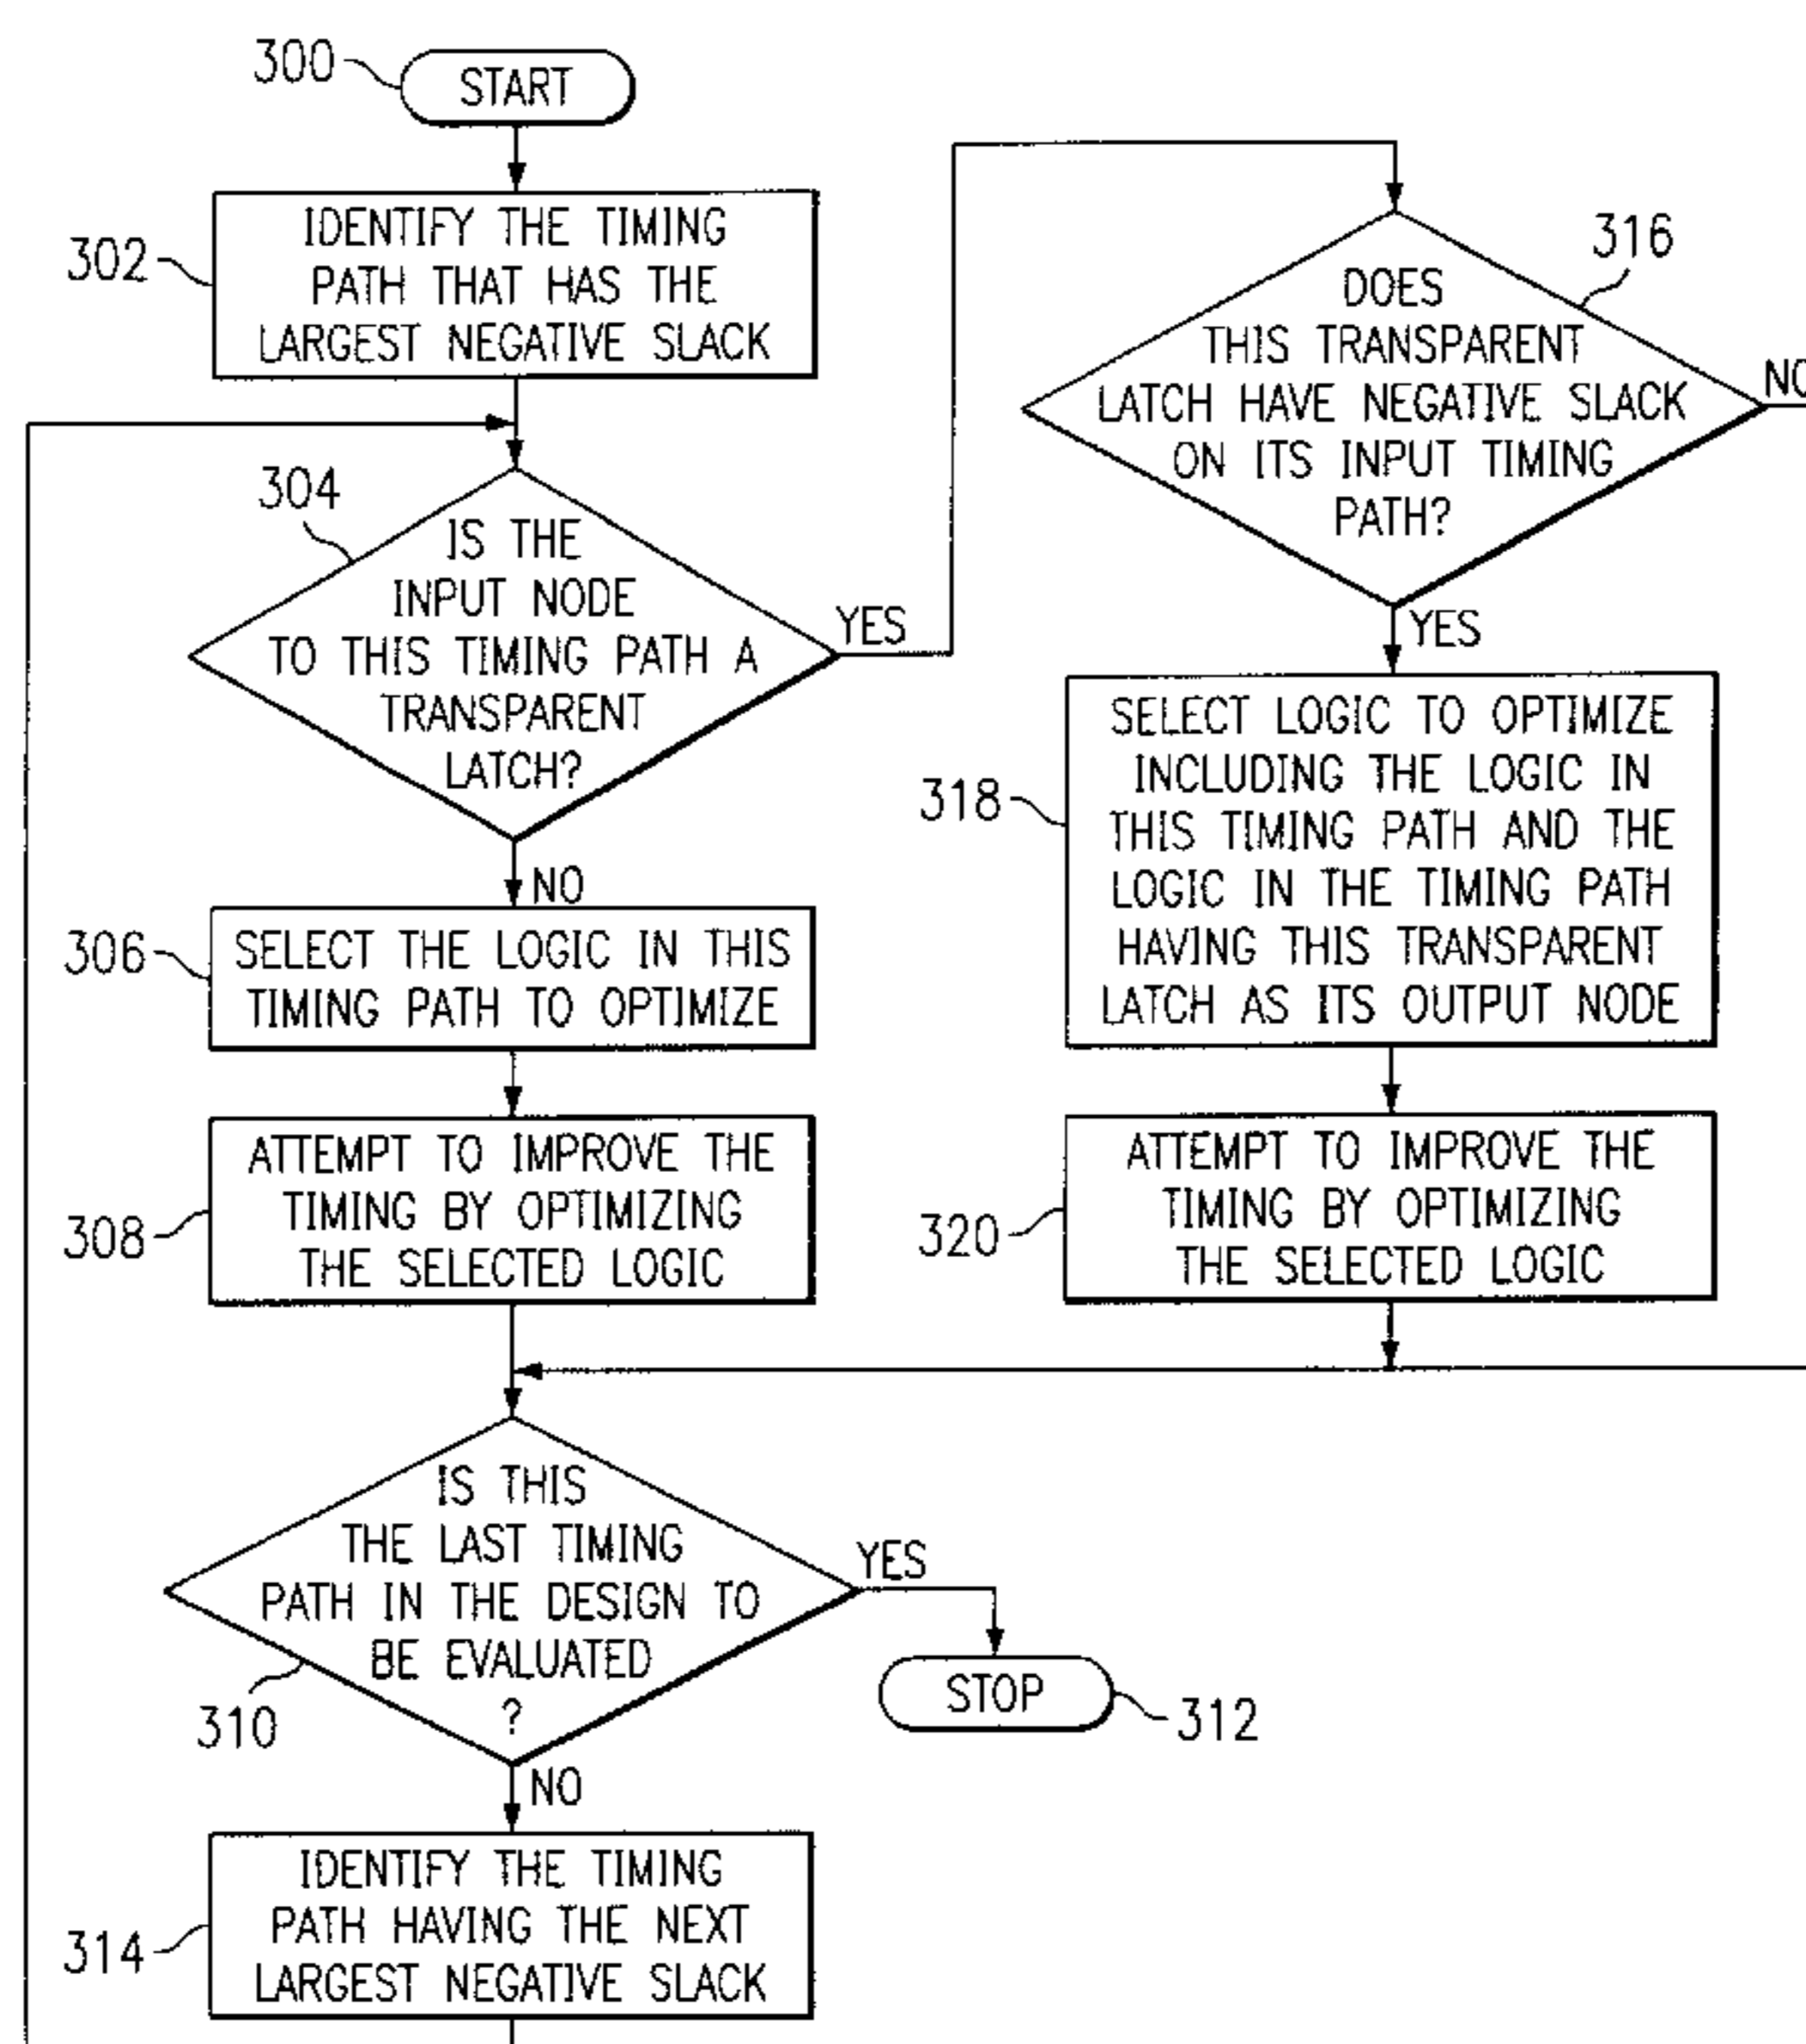 300
START
302
IDENTIFY THE TIMING
PATH THAT HAS THE
LARGEST NEGATIVE SLACK
304
IS THE
INPUT NODE
TO THIS TIMING PATH A
TRANSPARENT
LATCH?
YES
NO
306
SELECT THE LOGIC IN THIS
TIMING PATH TO OPTIMIZE
308
ATTEMPT TO IMPROVE THE
TIMING BY OPTIMIZING
THE SELECTED LOGIC
316
DOES
THIS TRANSPARENT
LATCH HAVE NEGATIVE SLACK
ON ITS INPUT TIMING
PATH?
NO
YES
318
SELECT LOGIC TO OPTIMIZE
INCLUDING THE LOGIC IN
THIS TIMING PATH AND THE
LOGIC IN THE TIMING PATH
HAVING THIS TRANSPARENT
LATCH AS ITS OUTPUT NODE
320
ATTEMPT TO IMPROVE THE
TIMING BY OPTIMIZING
THE SELECTED LOGIC
310
IS THIS
THE LAST TIMING
PATH IN THE DESIGN TO
BE EVALUATED
?
YES
STOP
312
NO
314
IDENTIFY THE TIMING
PATH HAVING THE NEXT
LARGEST NEGATIVE SLACK